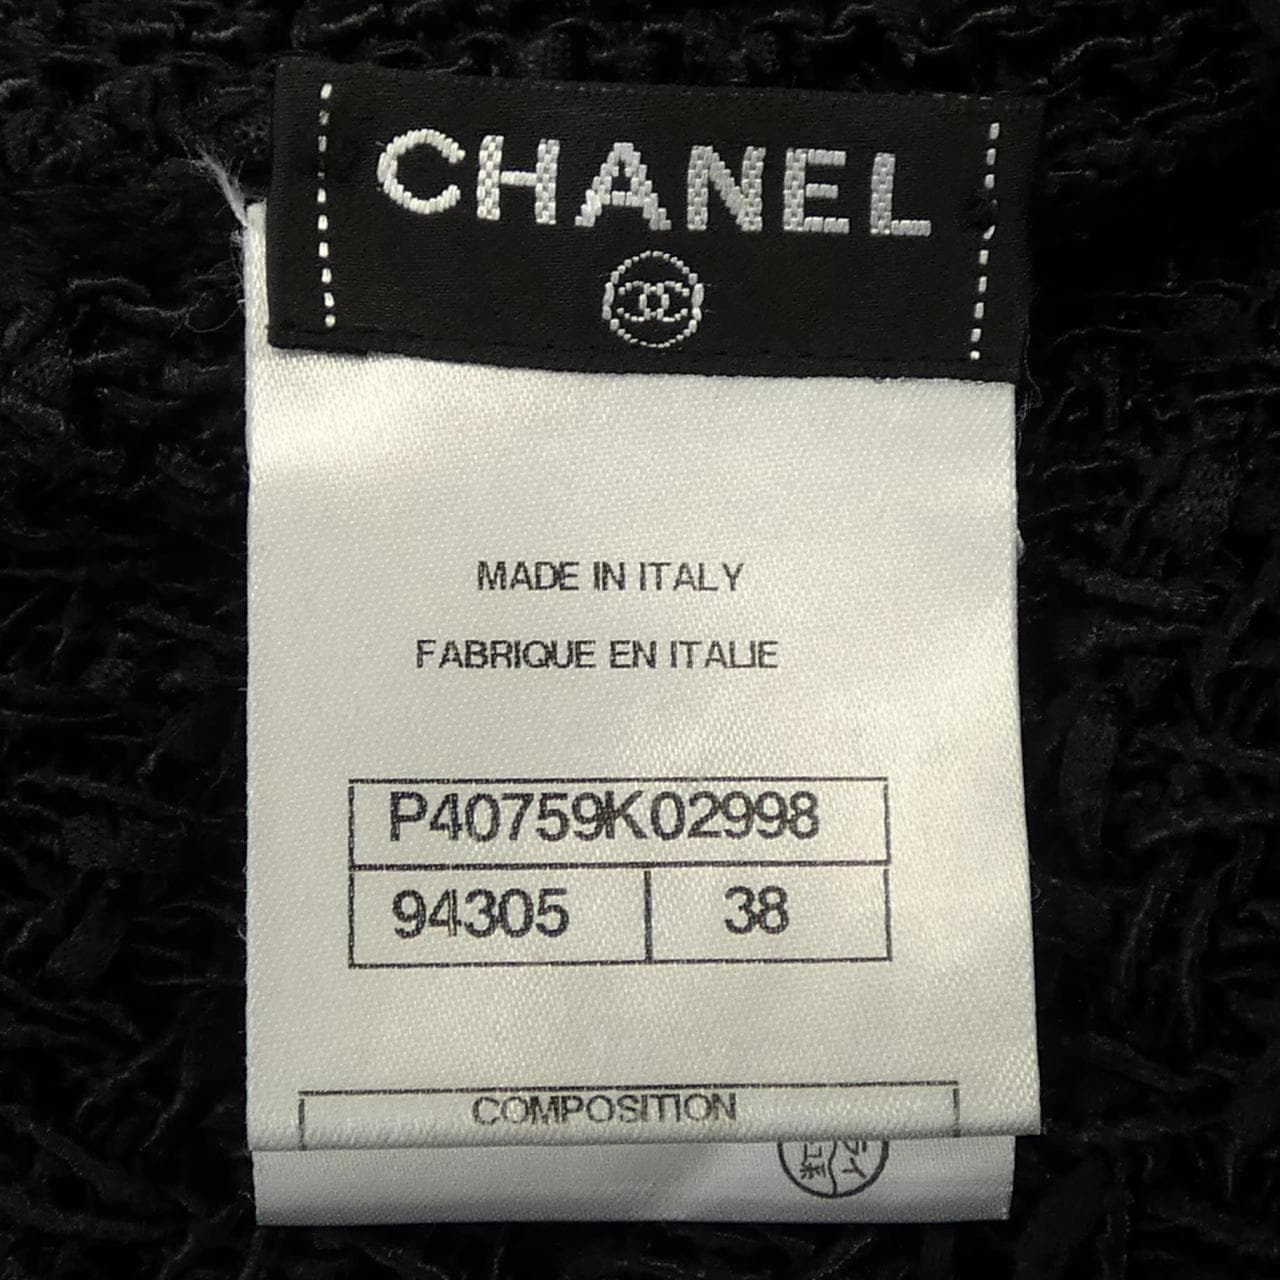 CHANEL
MADE IN ITALY
FABRIQUE EN ITALIE
P40759K02998
94305 38
COMPOSITION